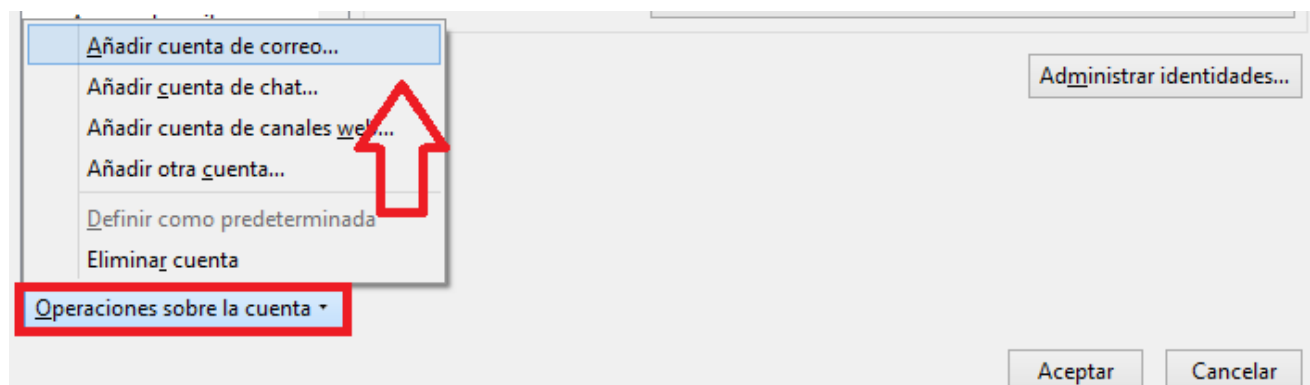 Añadir cuenta de correo...
Añadir cuenta de chat...
Añadir cuenta de canales web...
Añadir otra cuenta...
Definir como predeterminada
Eliminar cuenta
Operaciones sobre la cuenta
Administrar identidades...
Aceptar
Cancelar